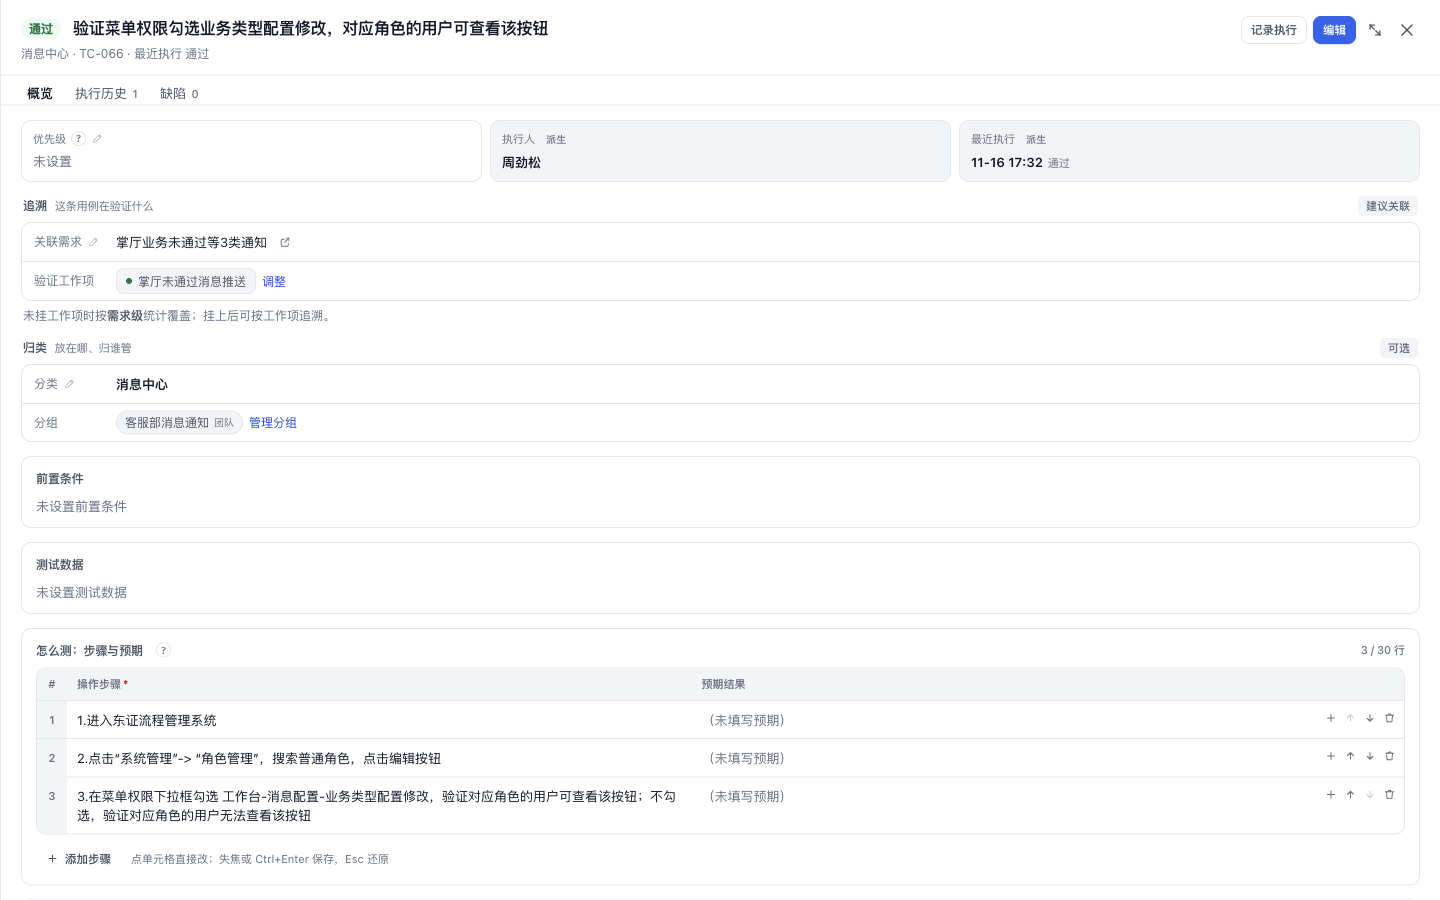 通过 验证菜单权限勾选业务类型配置修改，对应角色的用户可查看该按钮
记录执行 编辑
消息中心 · TC-066 · 最近执行 通过
概览 执行历史 1 缺陷 0
优先级 ?
未设置
执行人 派生
周劲松
最近执行 派生
11-16 17:32 通过
追溯 这条用例在验证什么 建议关联
关联需求 掌厅业务未通过等3类通知
验证工作项 掌厅未通过消息推送 调整
未挂工作项时按需求级统计覆盖；挂上后可按工作项追溯。
归类 放在哪、归谁管 可选
分类 消息中心
分组 客服部消息通知 团队 管理分组
前置条件
未设置前置条件
测试数据
未设置测试数据
怎么测：步骤与预期 ? 3 / 30 行
# 操作步骤 * 预期结果
1 1.进入东证流程管理系统 （未填写预期）
2 2.点击“系统管理”-> “角色管理”，搜索普通角色，点击编辑按钮 （未填写预期）
3 3.在菜单权限下拉框勾选 工作台-消息配置-业务类型配置修改，验证对应角色的用户可查看该按钮；不勾 （未填写预期）
选，验证对应角色的用户无法查看该按钮
+ 添加步骤 点单元格直接改；失焦或 Ctrl+Enter 保存，Esc 还原